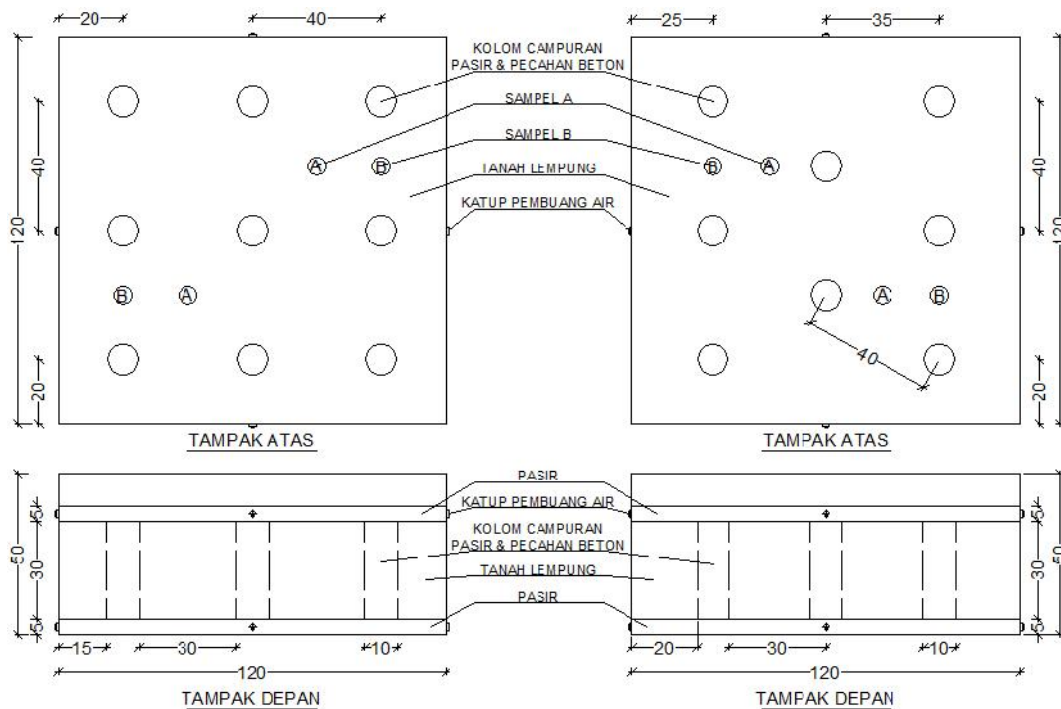 20
40
25
35
KOLOM CAMPURAN
PASIR & PECAHAN BETON
SAMPEL A
SAMPEL B
TANAH LEMPUNG
KATUP PEMBUANG AIR
120
40
20
A
B
B
A
B
A
A
B
40
40
120
20
TAMPAK ATAS
TAMPAK ATAS
PASIR
KATUP PEMBUANG AIR
KOLOM CAMPURAN
PASIR & PECAHAN BETON
TANAH LEMPUNG
PASIR
50
5
30
5
5
30
5
50
15
30
10
20
30
10
120
120
TAMPAK DEPAN
TAMPAK DEPAN